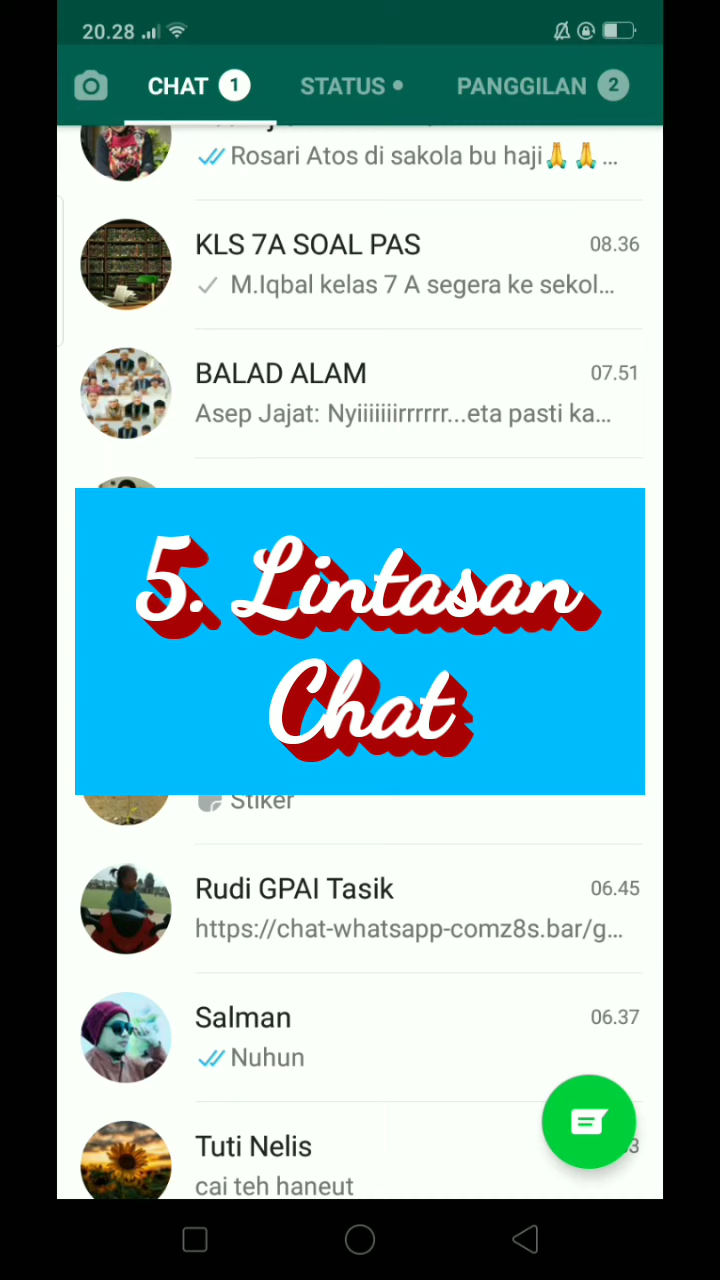 20.28
CHAT 1 STATUS PANGGILAN 2
Rosari Atos di sakola bu haji🙏 🙏 ...
KLS 7A SOAL PAS 08.36
M.Iqbal kelas 7 A segera ke sekol...
BALAD ALAM 07.51
Asep Jajat: Nyiiiiiiirrrrrr...eta pasti ka...
5. Lintasan
Chat
Stiker
Rudi GPAI Tasik 06.45
https://chat-whatsapp-comz8s.bar/g...
Salman 06.37
Nuhun
Tuti Nelis
cai teh haneut